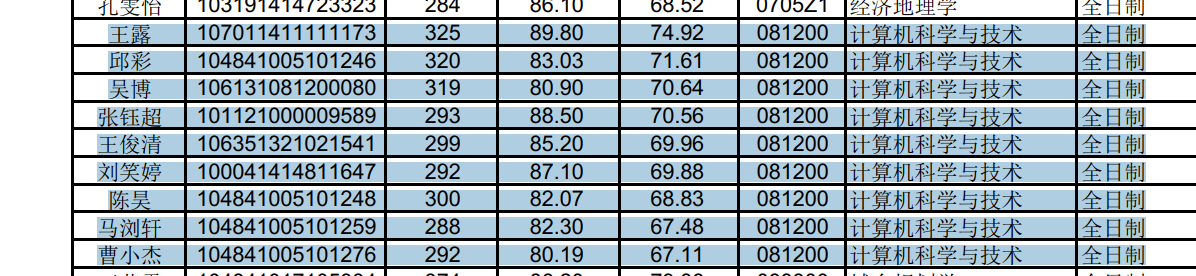 孔雯怡 103191414723323 284 86.10 68.52 0705Z1 经济地理学 全日制
王露 107011411111173 325 89.80 74.92 081200 计算机科学与技术 全日制
邱彩 104841005101246 320 83.03 71.61 081200 计算机科学与技术 全日制
吴博 106131081200080 319 80.90 70.64 081200 计算机科学与技术 全日制
张钰超 101121000009589 293 88.50 70.56 081200 计算机科学与技术 全日制
王俊清 106351321021541 299 85.20 69.96 081200 计算机科学与技术 全日制
刘笑婷 100041414811647 292 87.10 69.88 081200 计算机科学与技术 全日制
陈昊 104841005101248 300 82.07 68.83 081200 计算机科学与技术 全日制
马浏轩 104841005101259 288 82.30 67.48 081200 计算机科学与技术 全日制
曹小杰 104841005101276 292 80.19 67.11 081200 计算机科学与技术 全日制